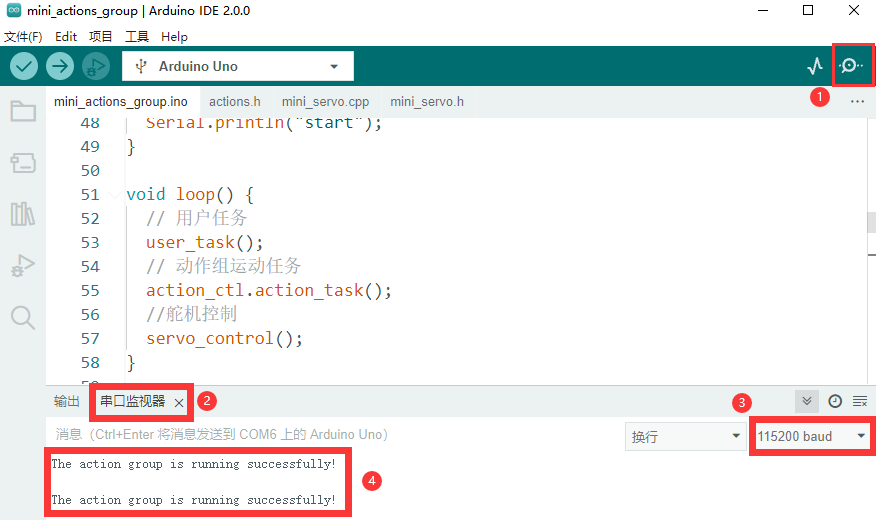 mini_actions_group | Arduino IDE 2.0.0
文件(F) Edit 项目 工具 Help
Arduino Uno
1
mini_actions_group.ino actions.h mini_servo.cpp mini_servo.h
48 Serial.println("start");
49 }
50
51 void loop() {
52 // 用户任务
53 user_task();
54 // 动作组运动任务
55 action_ctl.action_task();
56 //舵机控制
57 servo_control();
58 }
输出 串口监视器 2
3
消息（Ctrl+Enter 将消息发送到 COM6 上的 Arduino Uno） 换行 115200 baud
The action group is running successfully!
4
The action group is running successfully!